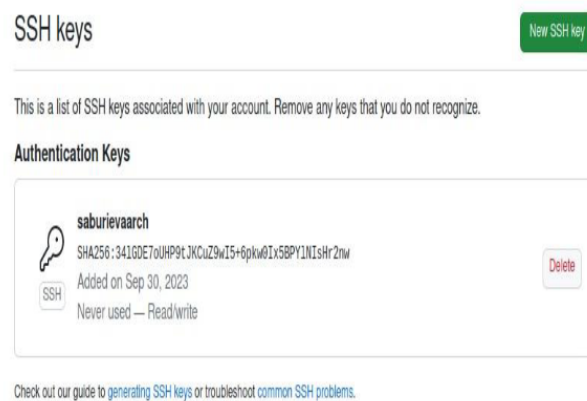 SSH keys
New SSH key
This is a list of SSH keys associated with your account. Remove any keys that you do not recognize.
Authentication Keys
saburievaarch
SHA256:34lGDE7oUHP9tJKCuZ9wI5+6pkw0Ix5BPYlNIsHr2nw
Added on Sep 30, 2023
SSH
Never used — Read/write
Delete
Check out our guide to generating SSH keys or troubleshoot common SSH problems.